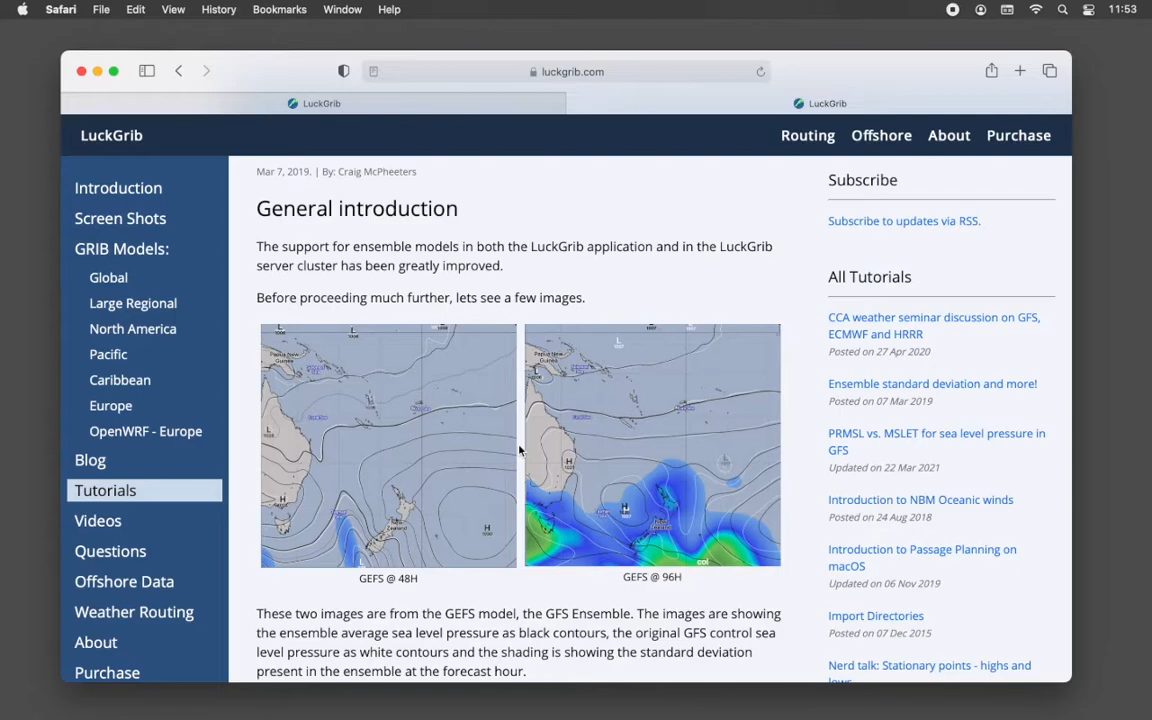 Safari File Edit View History Bookmarks Window Help 11:53
luckgrib.com
LuckGrib
LuckGrib
LuckGrib
Routing Offshore About Purchase
Introduction
Screen Shots
GRIB Models:
Global
Large Regional
North America
Pacific
Caribbean
Europe
OpenWRF - Europe
Blog
Tutorials
Videos
Questions
Offshore Data
Weather Routing
About
Purchase
Mar 7, 2019. | By: Craig McPheeters
General introduction
The support for ensemble models in both the LuckGrib application and in the LuckGrib
server cluster has been greatly improved.
Before proceeding much further, lets see a few images.
GEFS @ 48H
GEFS @ 96H
These two images are from the GEFS model, the GFS Ensemble. The images are showing
the ensemble average sea level pressure as black contours, the original GFS control sea
level pressure as white contours and the shading is showing the standard deviation
present in the ensemble at the forecast hour.
Subscribe
Subscribe to updates via RSS.
All Tutorials
CCA weather seminar discussion on GFS,
ECMWF and HRRR
Posted on 27 Apr 2020
Ensemble standard deviation and more!
Posted on 07 Mar 2019
PRMSL vs. MSLET for sea level pressure in
GFS
Updated on 22 Mar 2021
Introduction to NBM Oceanic winds
Posted on 24 Aug 2018
Introduction to Passage Planning on
macOS
Updated on 06 Nov 2019
Import Directories
Posted on 07 Dec 2015
Nerd talk: Stationary points - highs and
lows